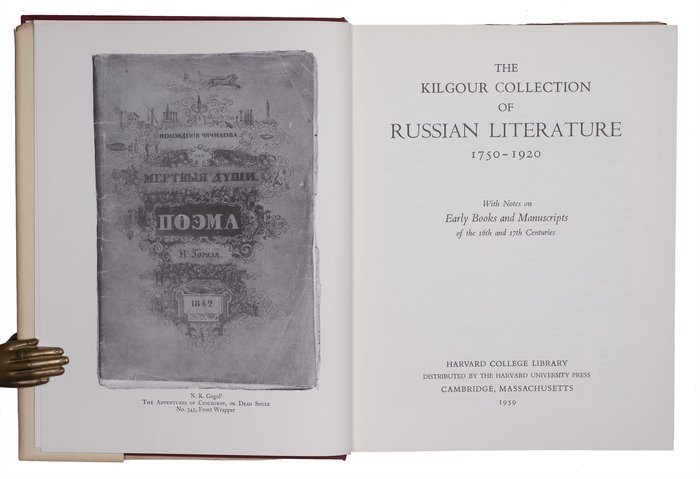 ПОХОЖДЕНІЯ ЧИЧИКОВА
ИЛИ
МЕРТВЫЯ ДУШИ.
ПОЭМА
Н. Гоголя.
1842
N. K. Gogol'
THE ADVENTURES OF CHICHIKOV, OR DEAD SOULS
No. 343, Front Wrapper
THE
KILGOUR COLLECTION
OF
RUSSIAN LITERATURE
1750–1920
With Notes on
Early Books and Manuscripts
of the 16th and 17th Centuries
HARVARD COLLEGE LIBRARY
DISTRIBUTED BY THE HARVARD UNIVERSITY PRESS
CAMBRIDGE, MASSACHUSETTS
1959